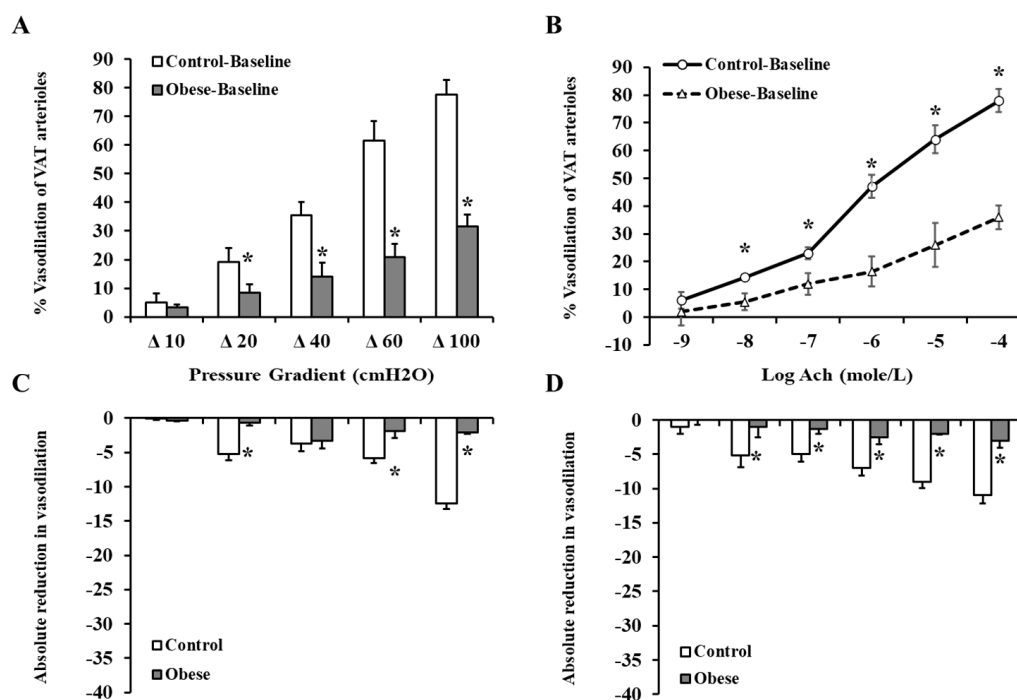 A
% Vasodilation of VAT arterioles
90
80
70
60
50
40
30
20
10
0
Control-Baseline
Obese-Baseline
*
*
*
*
Δ 10 Δ 20 Δ 40 Δ 60 Δ 100
Pressure Gradient (cmH2O)
B
% Vasodilation of VAT arterioles
90
80
70
60
50
40
30
20
10
0
-10
Control-Baseline
Obese-Baseline
*
*
*
*
*
-9 -8 -7 -6 -5 -4
Log Ach (mole/L)
C
Absolute reduction in vasodilation
0
-5
-10
-15
-20
-25
-30
-35
-40
*
*
*
Control
Obese
D
Absolute reduction in vasodilation
0
-5
-10
-15
-20
-25
-30
-35
-40
*
*
*
*
*
Control
Obese